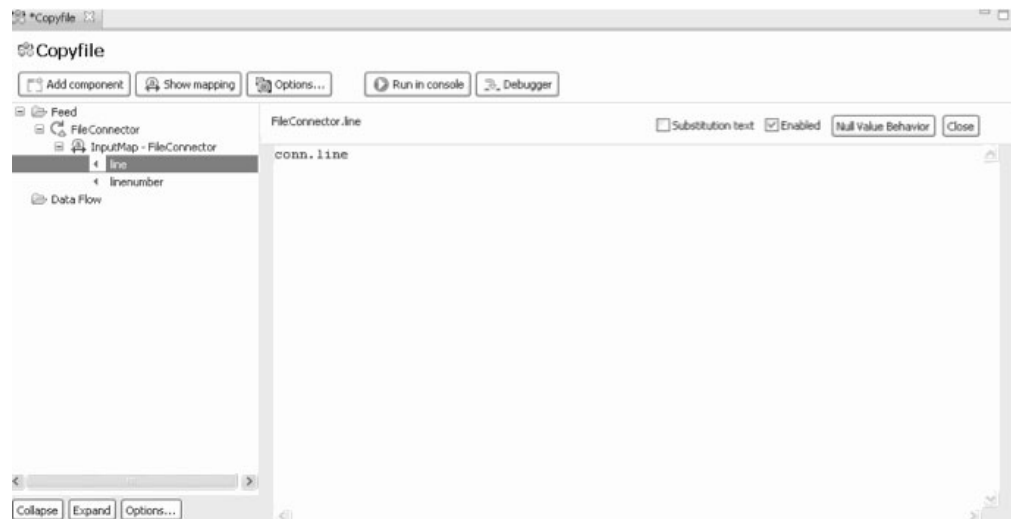 *Copyfile
Copyfile
Add component Show mapping Options... Run in console Debugger
Feed
FileConnector
InputMap - FileConnector
line
linenumber
Data Flow
FileConnector.line Substitution text Enabled Null Value Behavior Close
conn.line
Collapse Expand Options...